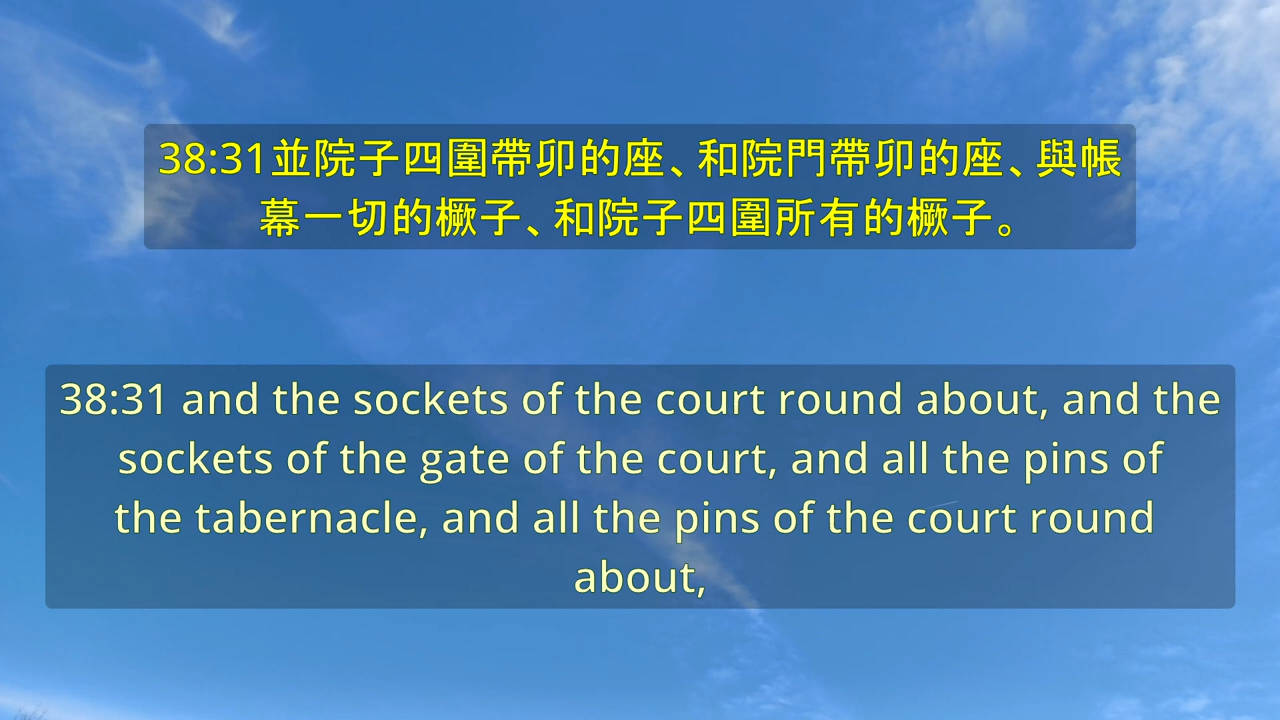 38:31並院子四圍帶卯的座、和院門帶卯的座、與帳
幕一切的橛子、和院子四圍所有的橛子。
38:31 and the sockets of the court round about, and the
sockets of the gate of the court, and all the pins of
the tabernacle, and all the pins of the court round
about,